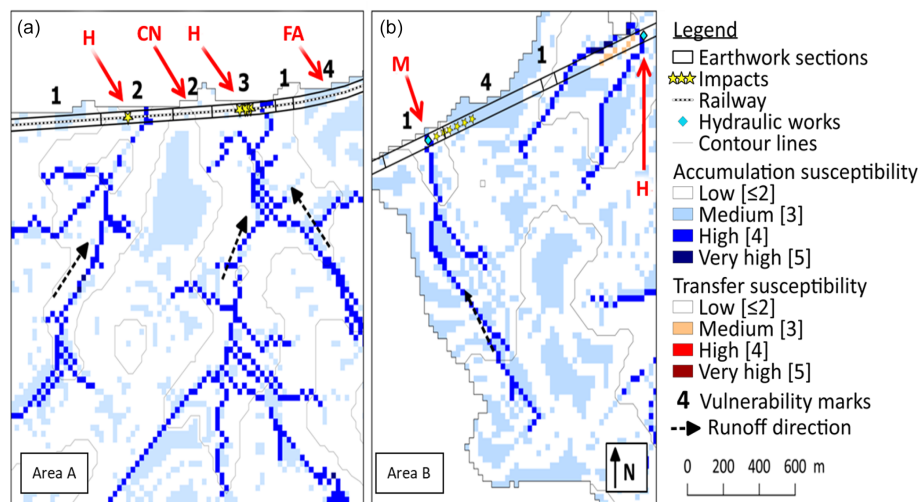 (a)
H
CN
H
FA
1
2
2
3
1
4
Area A
(b)
M
1
4
1
H
Area B
N
Legend
Earthwork sections
Impacts
Railway
Hydraulic works
Contour lines
Accumulation susceptibility
Low [≤2]
Medium [3]
High [4]
Very high [5]
Transfer susceptibility
Low [≤2]
Medium [3]
High [4]
Very high [5]
4 Vulnerability marks
Runoff direction
0 200 400 600 m